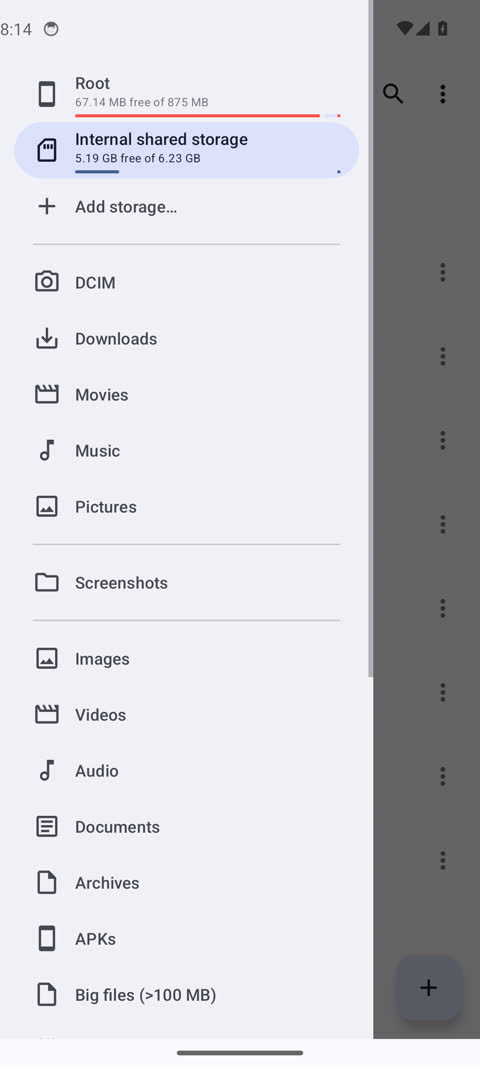 8:14
Root
67.14 MB free of 875 MB
Internal shared storage
5.19 GB free of 6.23 GB
Add storage…
DCIM
Downloads
Movies
Music
Pictures
Screenshots
Images
Videos
Audio
Documents
Archives
APKs
Big files (>100 MB)